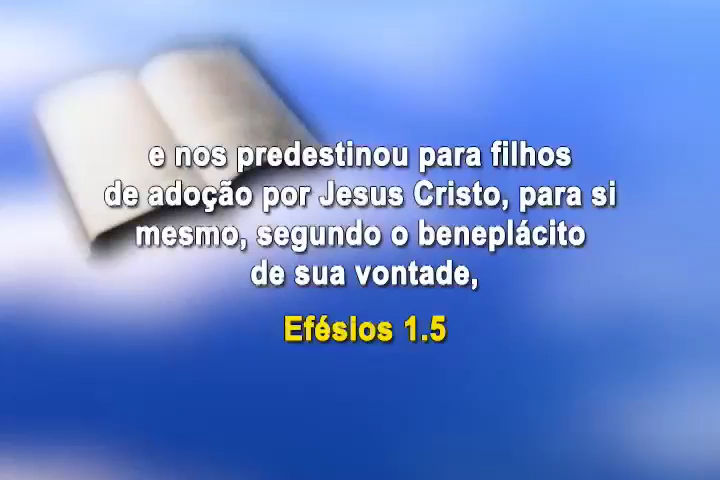 e nos predestinou para filhos
de adoção por Jesus Cristo, para si
mesmo, segundo o beneplácito
de sua vontade,
Efésios 1.5